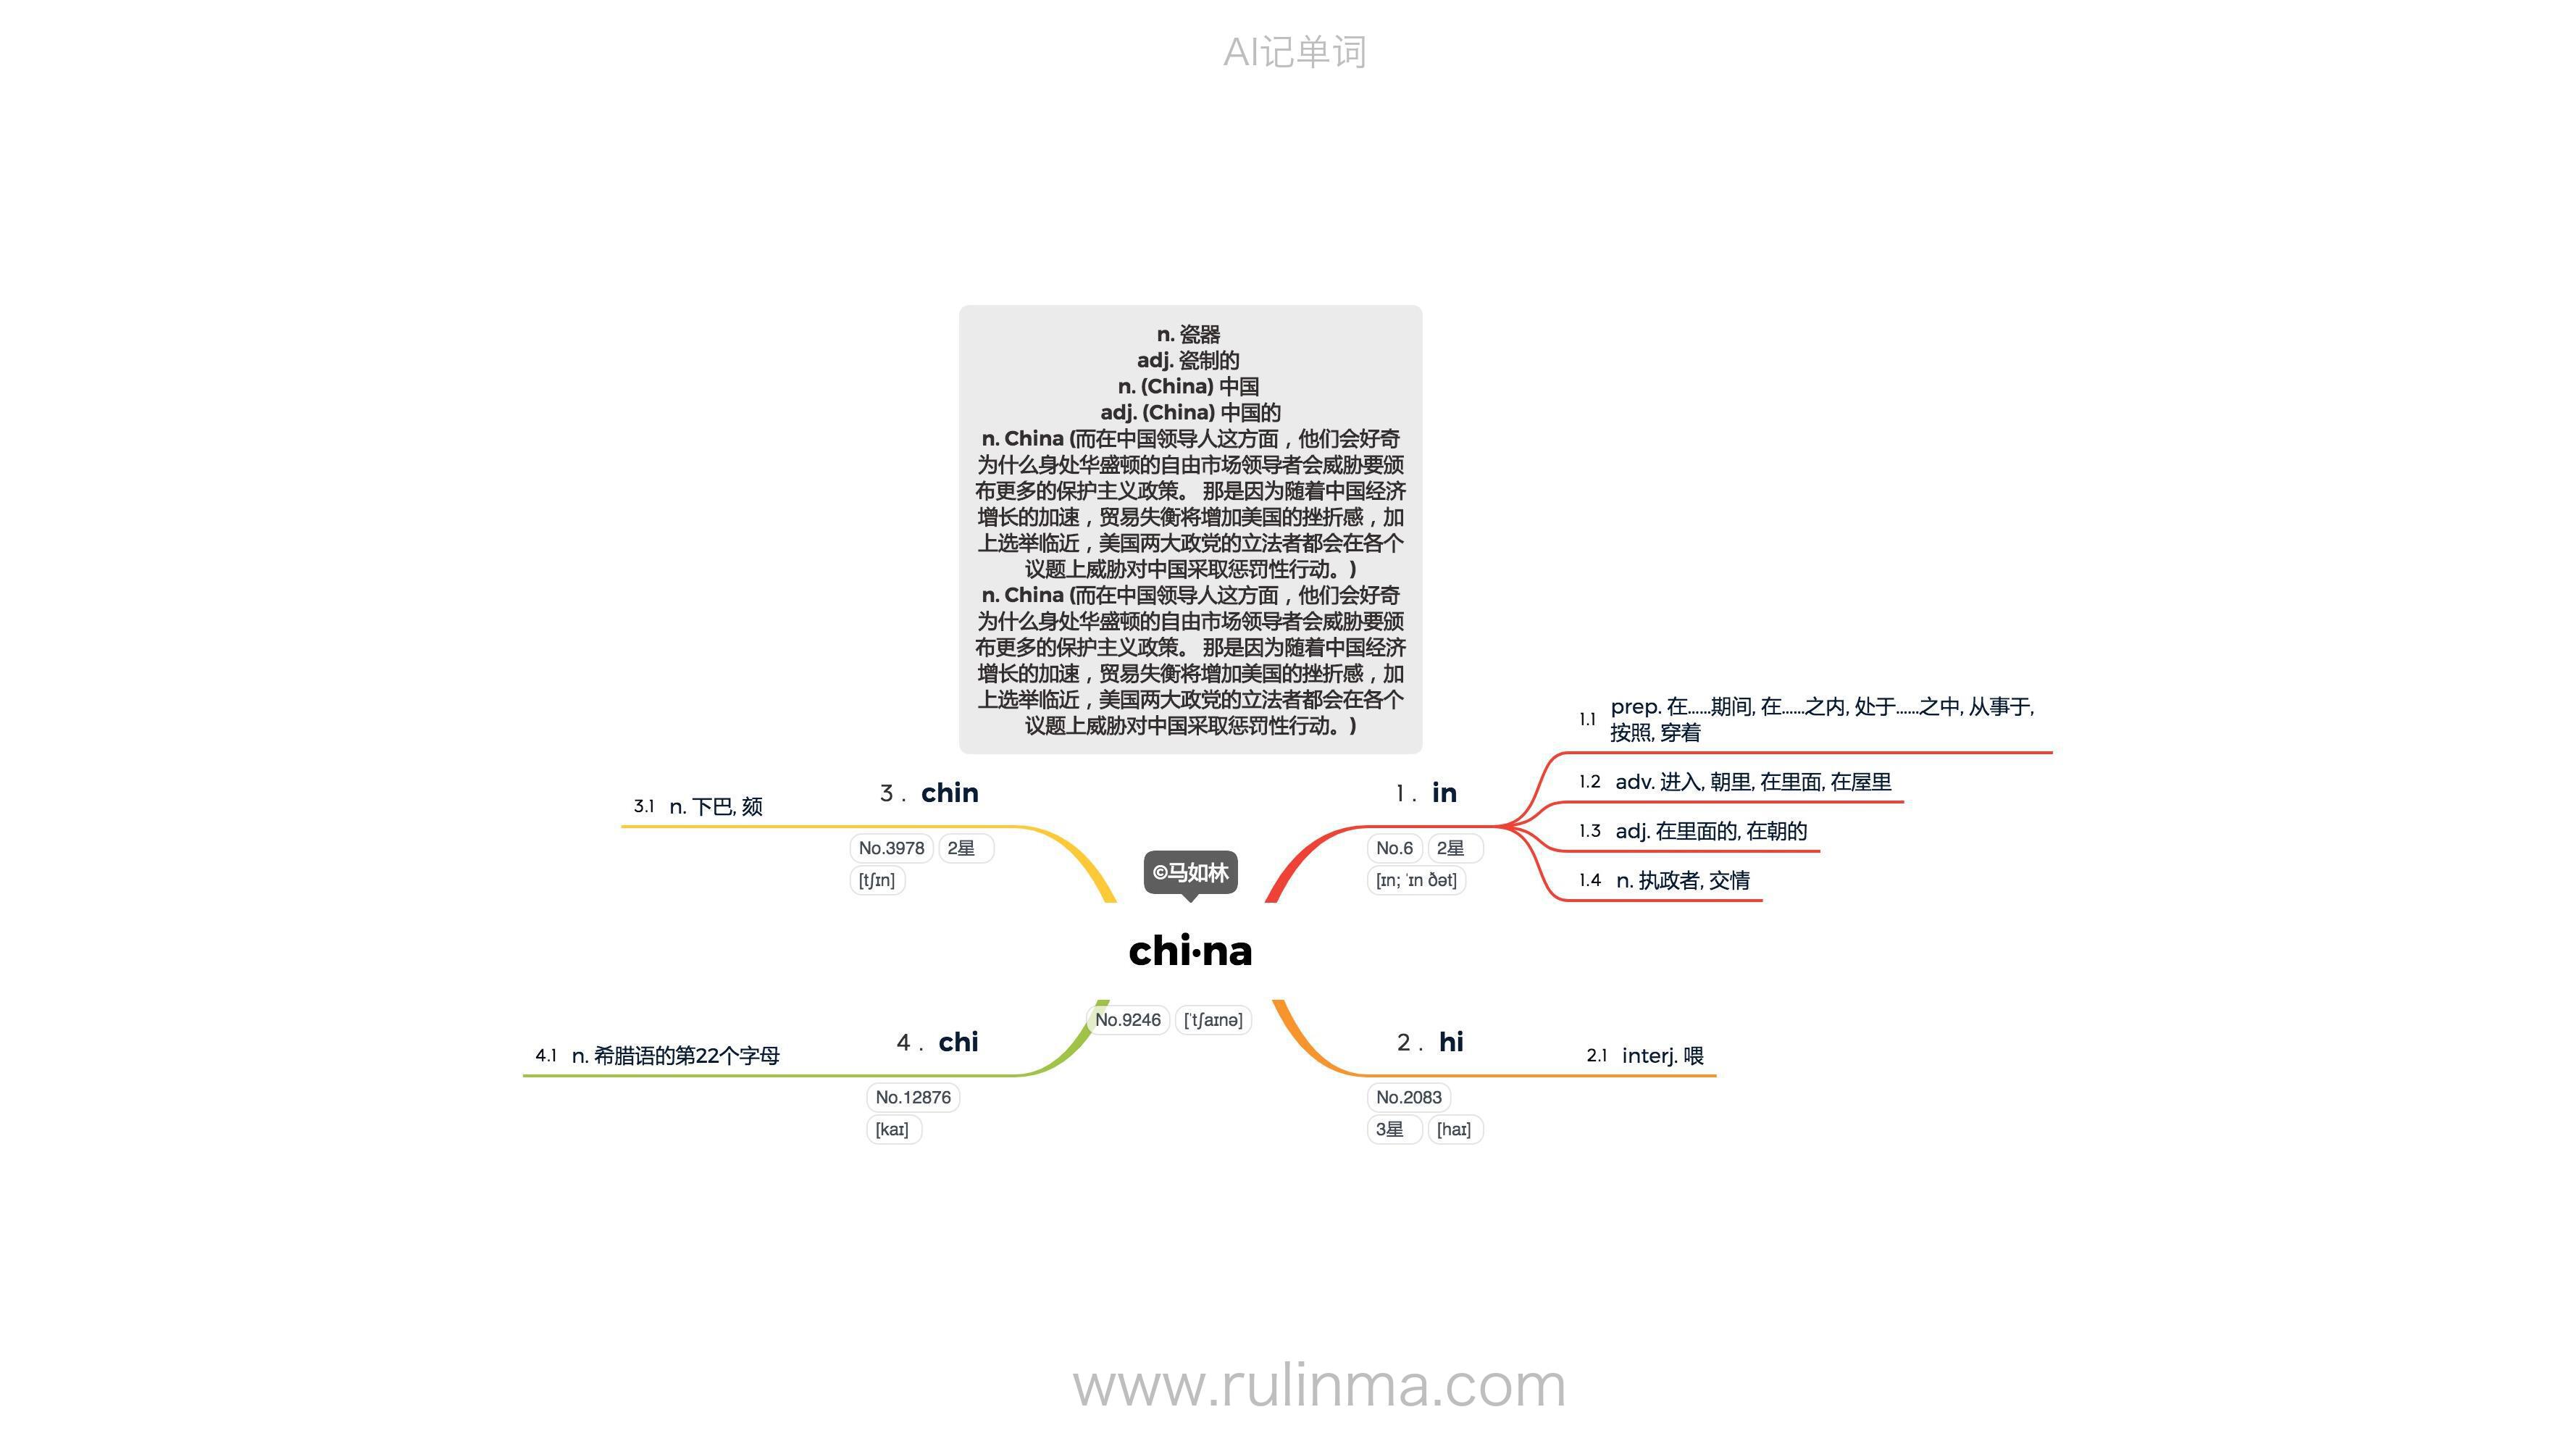 AI记单词
n. 瓷器
adj. 瓷制的
n. (China) 中国
adj. (China) 中国的
n. China (而在中国领导人这方面，他们会好奇
为什么身处华盛顿的自由市场领导者会威胁要颁
布更多的保护主义政策。 那是因为随着中国经济
增长的加速，贸易失衡将增加美国的挫折感，加
上选举临近，美国两大政党的立法者都会在各个
议题上威胁对中国采取惩罚性行动。)
n. China (而在中国领导人这方面，他们会好奇
为什么身处华盛顿的自由市场领导者会威胁要颁
布更多的保护主义政策。 那是因为随着中国经济
增长的加速，贸易失衡将增加美国的挫折感，加
上选举临近，美国两大政党的立法者都会在各个
议题上威胁对中国采取惩罚性行动。)
©马如林
chi·na
No.9246 [ˈtʃaɪnə]
1. in
No.6 2星
[ɪn; ˈɪn ðət]
1.1 prep. 在……期间, 在……之内, 处于……之中, 从事于,
按照, 穿着
1.2 adv. 进入, 朝里, 在里面, 在屋里
1.3 adj. 在里面的, 在朝的
1.4 n. 执政者, 交情
2. hi
No.2083
3星 [haɪ]
2.1 interj. 喂
3. chin
No.3978 2星
[tʃɪn]
3.1 n. 下巴, 颏
4. chi
No.12876
[kaɪ]
4.1 n. 希腊语的第22个字母
www.rulinma.com